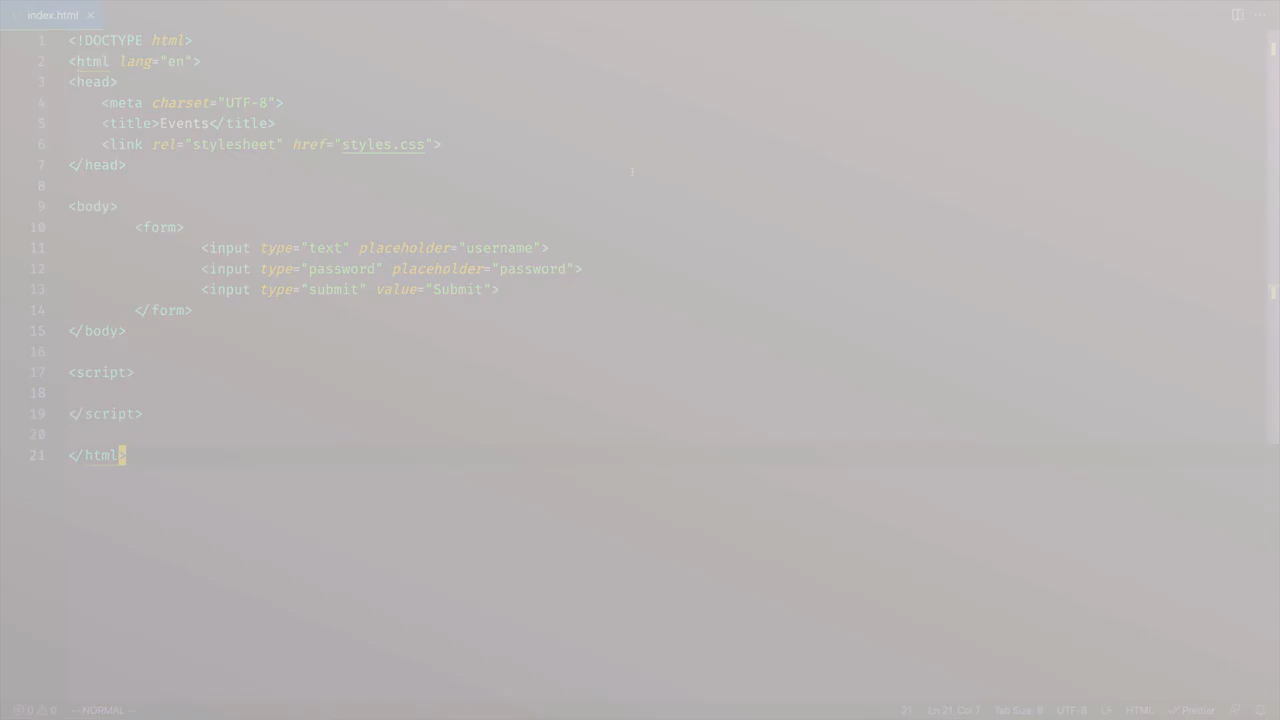 index.html ×
1 <!DOCTYPE html>
2 <html lang="en">
3 <head>
4     <meta charset="UTF-8">
5     <title>Events</title>
6     <link rel="stylesheet" href="styles.css">
7 </head>
8
9 <body>
10         <form>
11                 <input type="text" placeholder="username">
12                 <input type="password" placeholder="password">
13                 <input type="submit" value="Submit">
14         </form>
15 </body>
16
17 <script>
18
19 </script>
20
21 </html>
0 6 --NORMAL-- 21 Ln 21, Col 7 Tab Size: 8 UTF-8 LF HTML Prettier